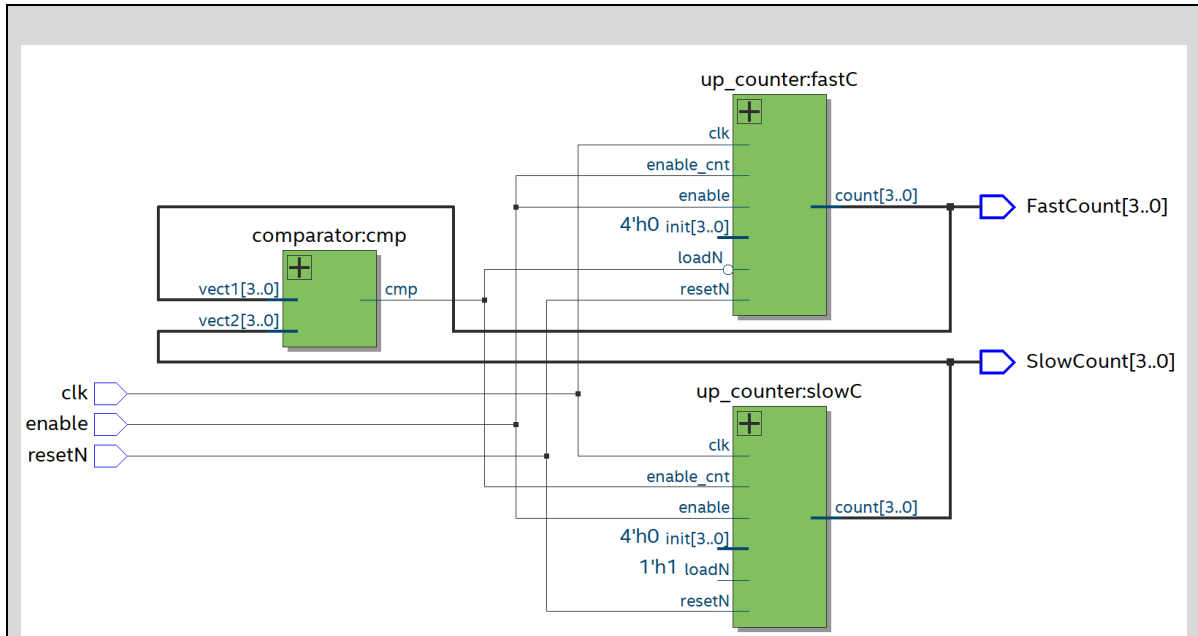 up_counter:fastC
clk
enable_cnt
enable
4'h0 init[3..0]
loadN
resetN
count[3..0]
FastCount[3..0]
comparator:cmp
vect1[3..0]
vect2[3..0]
cmp
SlowCount[3..0]
clk
enable
resetN
up_counter:slowC
clk
enable_cnt
enable
4'h0 init[3..0]
1'h1 loadN
resetN
count[3..0]